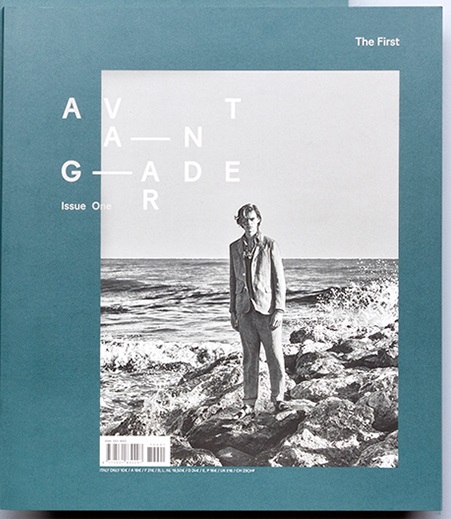 The First
A V T
A — N
G — A D E
R
Issue One